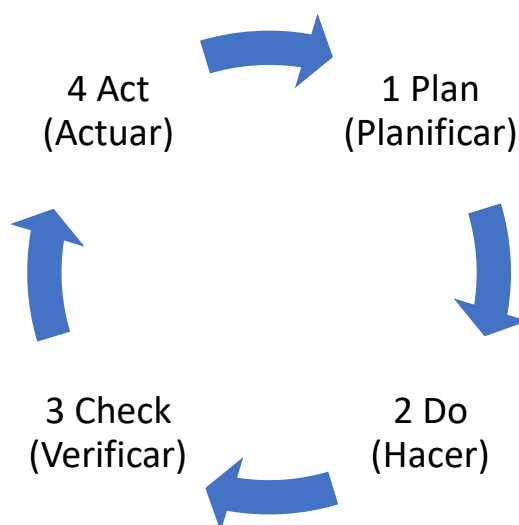 4 Act
(Actuar)
1 Plan
(Planificar)
3 Check
(Verificar)
2 Do
(Hacer)